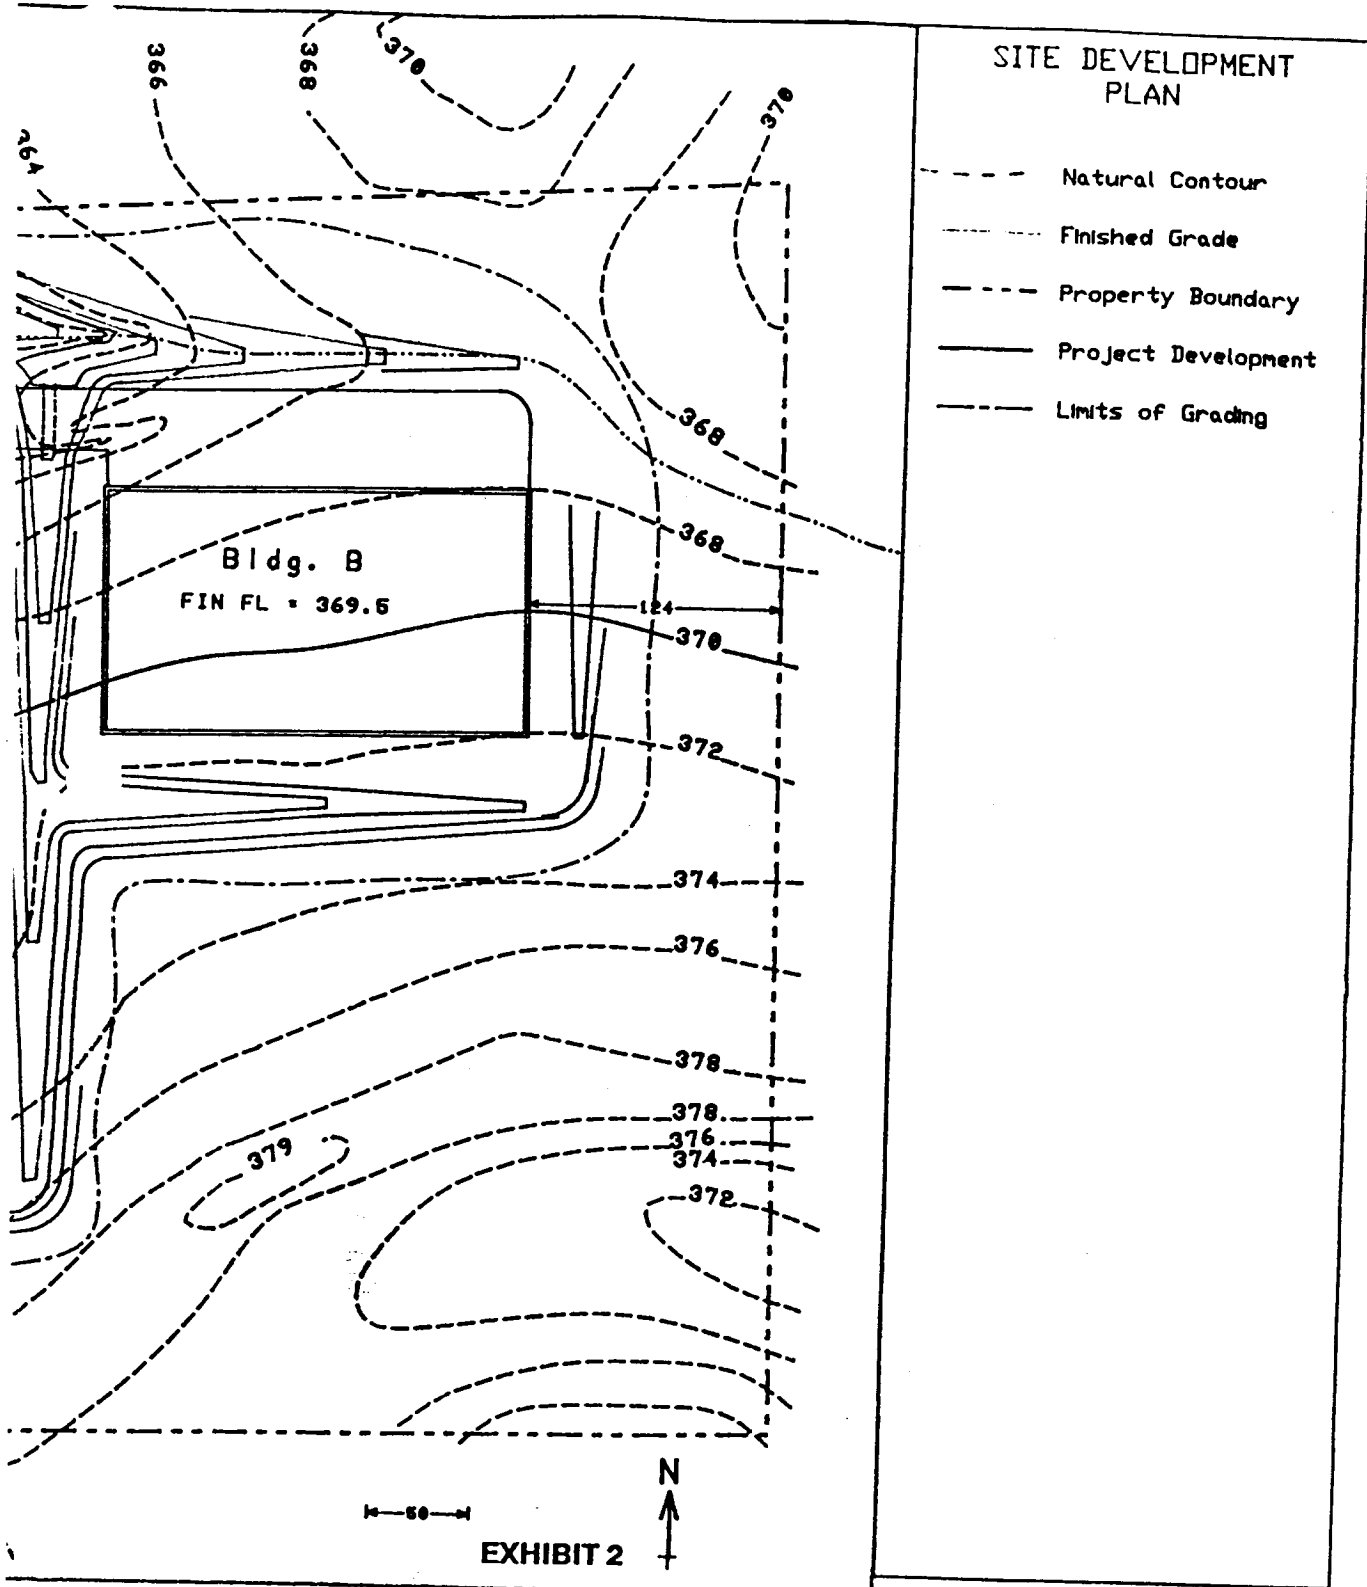 SITE DEVELOPMENT
PLAN
Natural Contour
Finished Grade
Property Boundary
Project Development
Limits of Grading
366
368
370
370
368
Bldg. B
FIN FL = 369.5
368
124
370
372
374
376
378
378
376
374
379
372
50
N
EXHIBIT 2